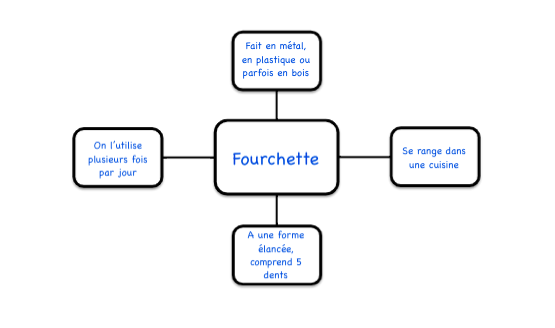 Fait en métal,
en plastique ou
parfois en bois
On l'utilise
plusieurs fois
par jour
Fourchette
Se range dans
une cuisine
A une forme
élancée,
comprend 5
dents